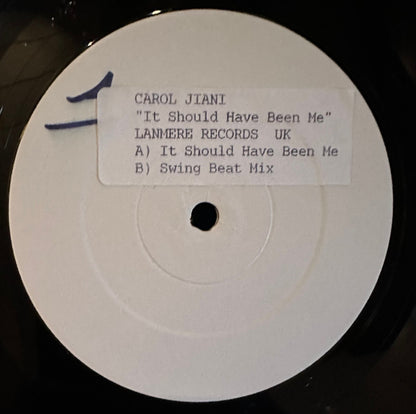 1
CAROL JIANI
"It Should Have Been Me"
LANMERE RECORDS UK
A) It Should Have Been Me
B) Swing Beat Mix